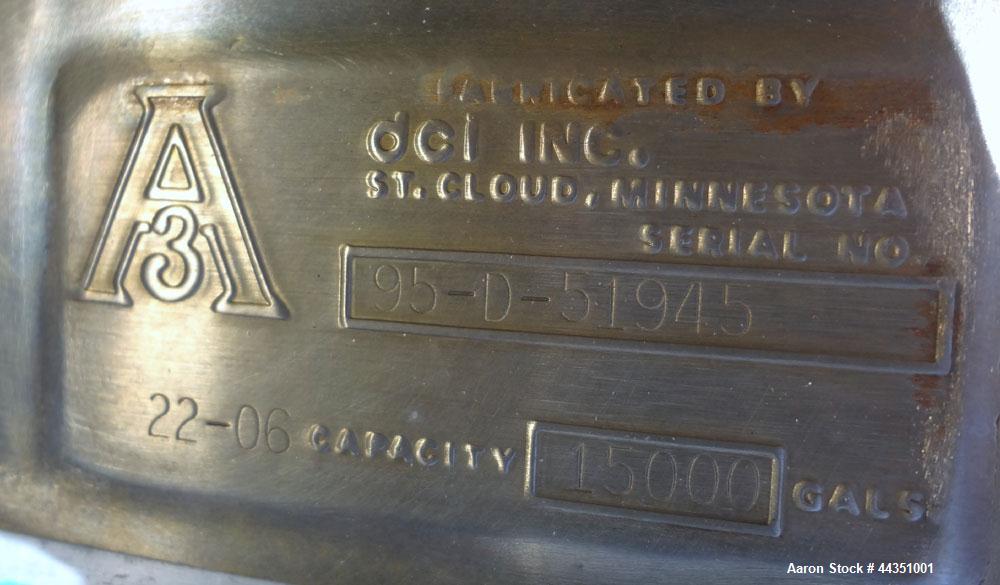 A
3
FABRICATED BY
dci INC.
ST. CLOUD, MINNESOTA
SERIAL NO.
95-D-51945
22-06 CAPACITY 15000 GALS.
Aaron Stock # 44351001